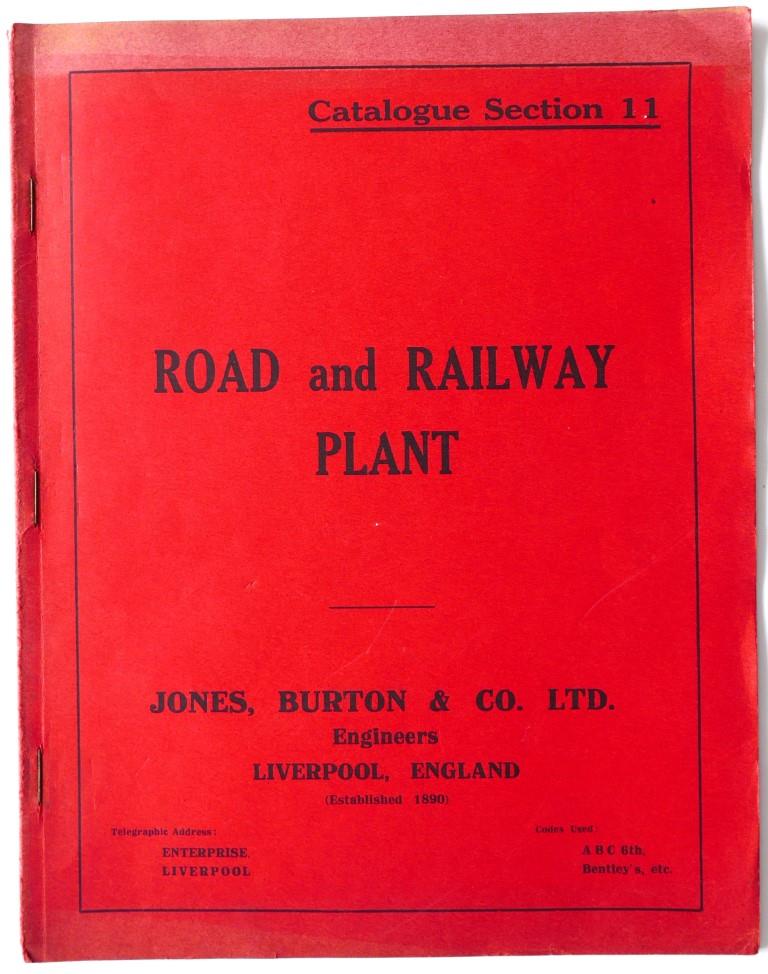 Catalogue Section 11
ROAD and RAILWAY
PLANT
JONES, BURTON & CO. LTD.
Engineers
LIVERPOOL, ENGLAND
(Established 1890)
Telegraphic Address:
ENTERPRISE,
LIVERPOOL
Codes Used:
A B C 6th,
Bentley's, etc.